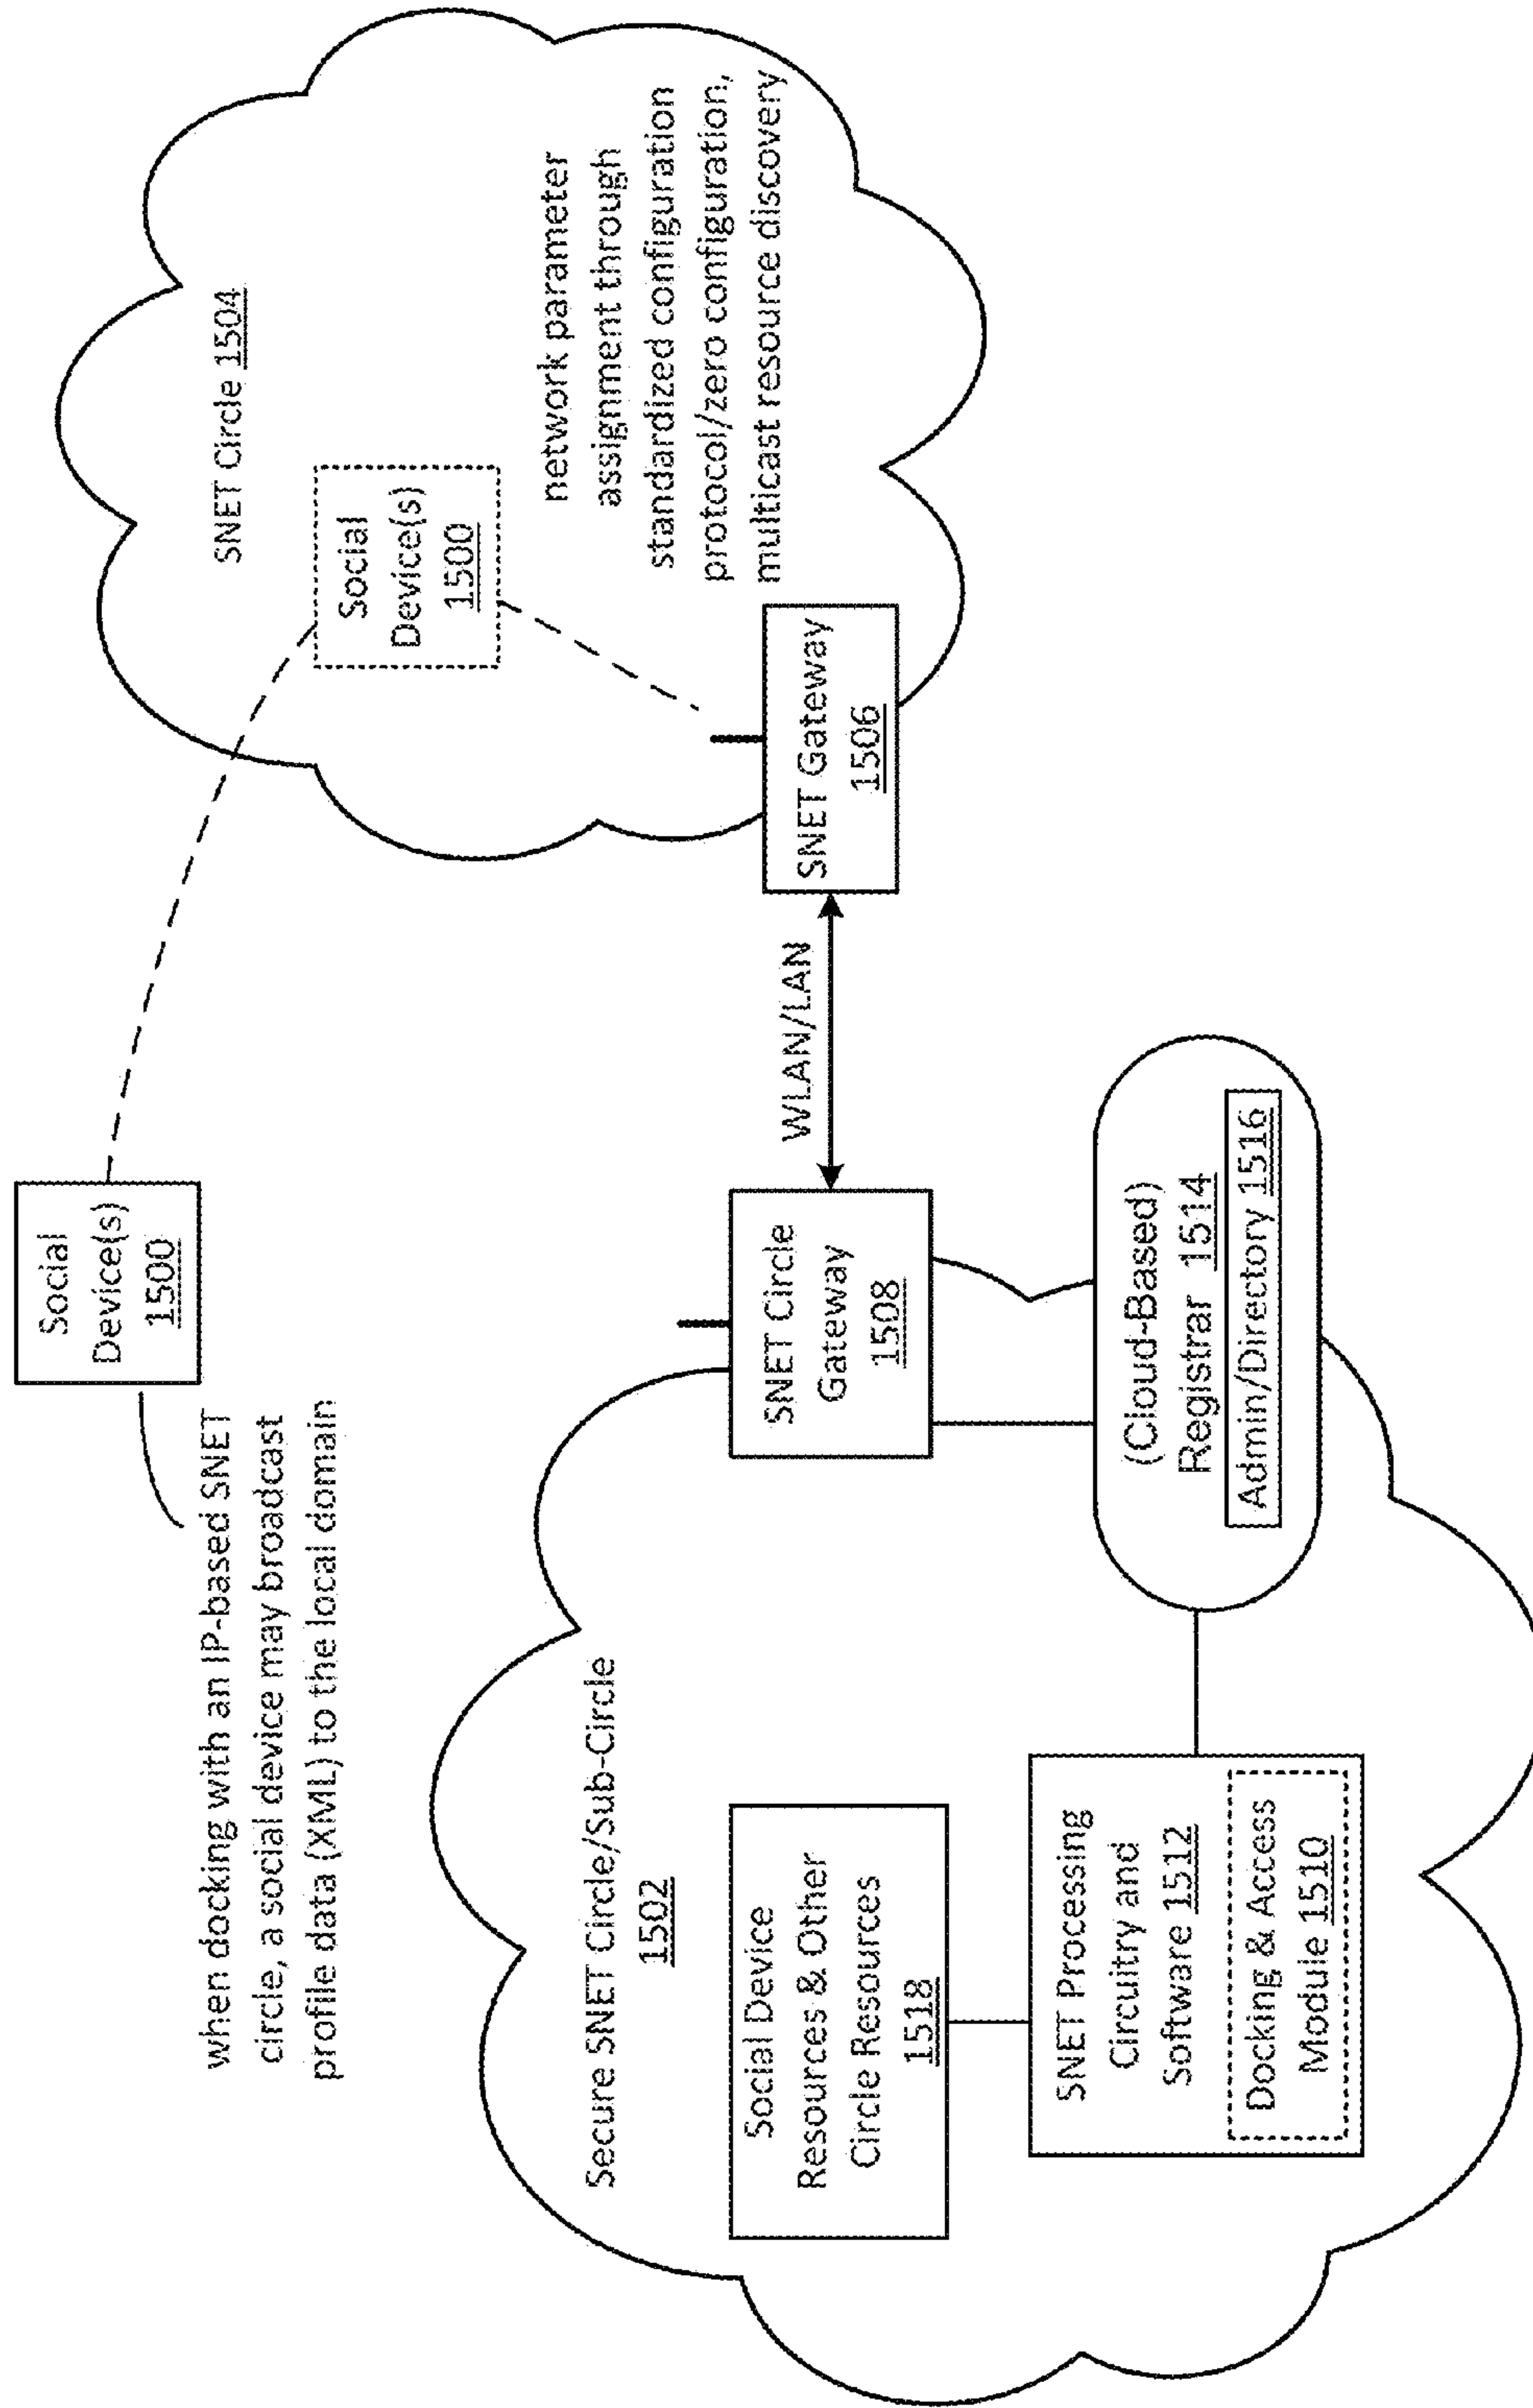 Social
Device(s)
1500
when docking with an IP-based SNET
circle, a social device may broadcast
profile data (XML) to the local domain
SNET Circle 1504
Social
Device(s)
1500
network parameter
assignment through
standardized configuration
protocol/zero configuration,
multicast resource discovery
SNET Gateway
1506
WLAN/LAN
SNET Circle
Gateway
1508
Secure SNET Circle/Sub-Circle
1502
Social Device
Resources & Other
Circle Resources
1518
SNET Processing
Circuitry and
Software 1512
Docking & Access
Module 1510
(Cloud-Based)
Registrar 1514
Admin/Directory 1516